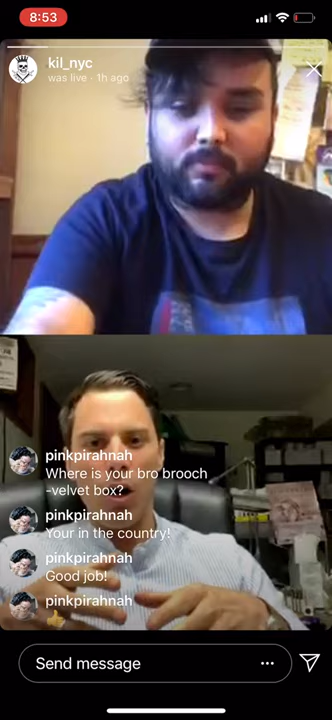 8:53
kil_nyc
was live · 1h ago
pinkpirahnah
Where is your bro brooch
-velvet box?
pinkpirahnah
Your in the country!
pinkpirahnah
Good job!
pinkpirahnah
👍
Send message